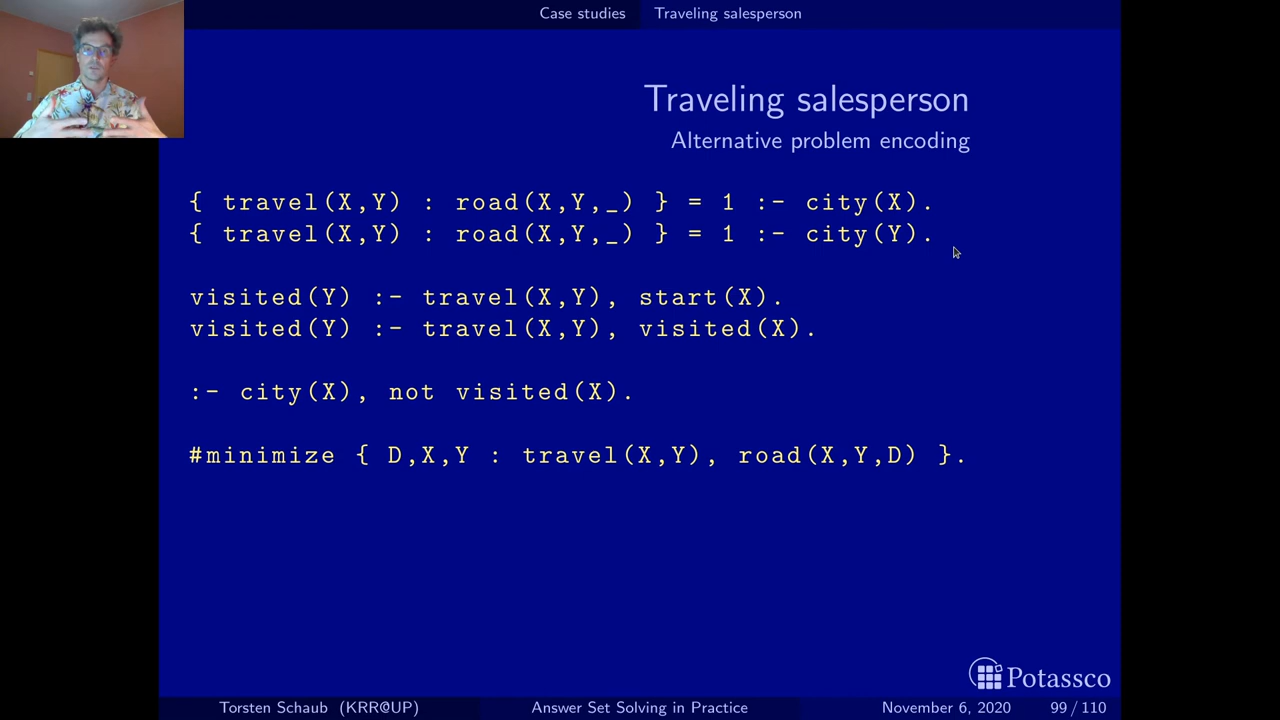 Case studies Traveling salesperson
Traveling salesperson
Alternative problem encoding
{ travel(X,Y) : road(X,Y,_) } = 1 :- city(X).
{ travel(X,Y) : road(X,Y,_) } = 1 :- city(Y).
visited(Y) :- travel(X,Y), start(X).
visited(Y) :- travel(X,Y), visited(X).
:- city(X), not visited(X).
#minimize { D,X,Y : travel(X,Y), road(X,Y,D) }.
Potassco
Torsten Schaub (KRR@UP) Answer Set Solving in Practice November 6, 2020 99 / 110